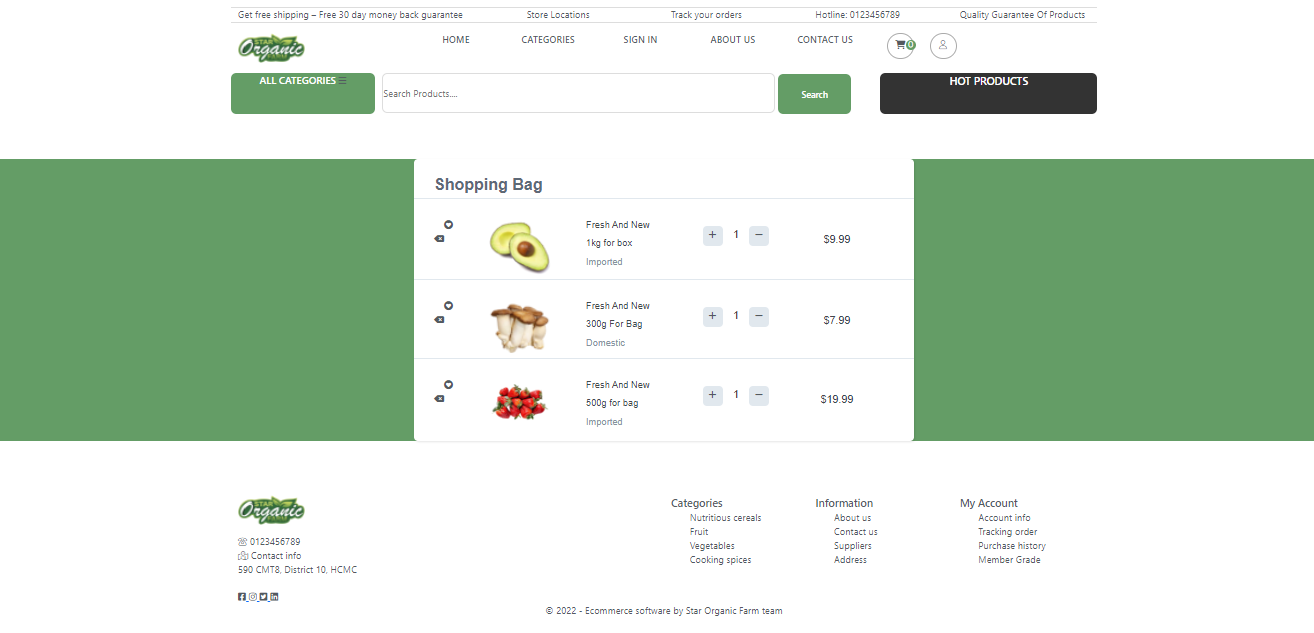 Get free shipping – Free 30 day money back guarantee
Store Locations
Track your orders
Hotline: 0123456789
Quality Guarantee Of Products
STAR
Organic
FARM
HOME
CATEGORIES
SIGN IN
ABOUT US
CONTACT US
0
ALL CATEGORIES
Search Products....
Search
HOT PRODUCTS
Shopping Bag
Fresh And New
1kg for box
Imported
+ 1 −
$9.99
Fresh And New
300g For Bag
Domestic
+ 1 −
$7.99
Fresh And New
500g for bag
Imported
+ 1 −
$19.99
STAR
Organic
FARM
0123456789
Contact info
590 CMT8, District 10, HCMC
Categories
Nutritious cereals
Fruit
Vegetables
Cooking spices
Information
About us
Contact us
Suppliers
Address
My Account
Account info
Tracking order
Purchase history
Member Grade
© 2022 - Ecommerce software by Star Organic Farm team